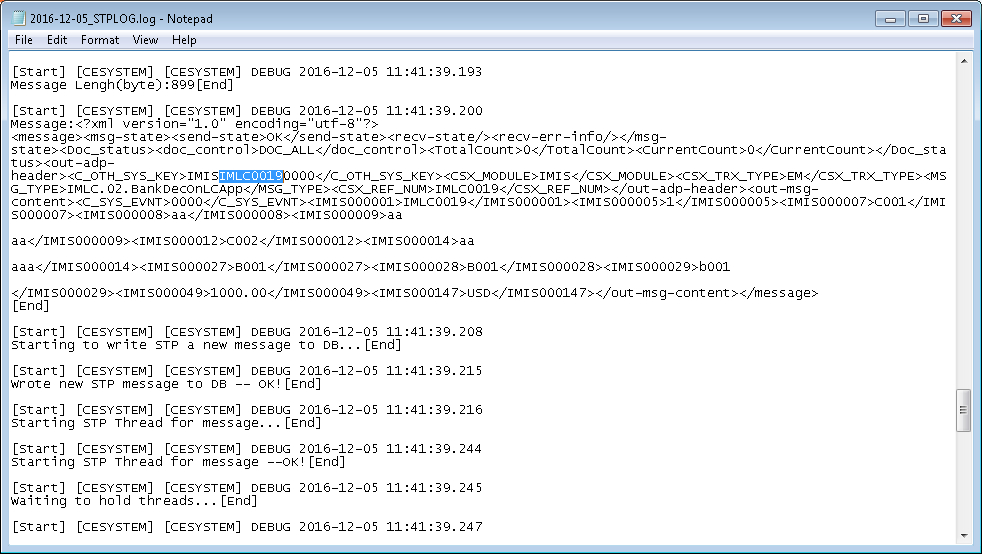 2016-12-05_STPLOG.log - Notepad
File Edit Format View Help
[Start] [CESYSTEM] [CESYSTEM] DEBUG 2016-12-05 11:41:39.193
Message Lengh(byte):899[End]
[Start] [CESYSTEM] [CESYSTEM] DEBUG 2016-12-05 11:41:39.200
Message:<?xml version="1.0" encoding="utf-8"?>
<message><msg-state><send-state>OK</send-state><recv-state/><recv-err-info/></msg-
state><Doc_status><doc_control>DOC_ALL</doc_control><TotalCount>0</TotalCount><CurrentCount>0</CurrentCount></Doc_sta
tus><out-adp-
header><C_OTH_SYS_KEY>IMISIMLC00190000</C_OTH_SYS_KEY><CSX_MODULE>IMIS</CSX_MODULE><CSX_TRX_TYPE>EM</CSX_TRX_TYPE><MS
G_TYPE>IMLC.02.BankDecOnLCApp</MSG_TYPE><CSX_REF_NUM>IMLC0019</CSX_REF_NUM></out-adp-header><out-msg-
content><C_SYS_EVNT>0000</C_SYS_EVNT><IMIS000001>IMLC0019</IMIS000001><IMIS000005>1</IMIS000005><IMIS000007>C001</IMI
S000007><IMIS000008>aa</IMIS000008><IMIS000009>aa
aa</IMIS000009><IMIS000012>C002</IMIS000012><IMIS000014>aa
aaa</IMIS000014><IMIS000027>B001</IMIS000027><IMIS000028>B001</IMIS000028><IMIS000029>b001
</IMIS000029><IMIS000049>1000.00</IMIS000049><IMIS000147>USD</IMIS000147></out-msg-content></message>
[End]
[Start] [CESYSTEM] [CESYSTEM] DEBUG 2016-12-05 11:41:39.208
Starting to write STP a new message to DB...[End]
[Start] [CESYSTEM] [CESYSTEM] DEBUG 2016-12-05 11:41:39.215
Wrote new STP message to DB -- OK![End]
[Start] [CESYSTEM] [CESYSTEM] DEBUG 2016-12-05 11:41:39.216
Starting STP Thread for message...[End]
[Start] [CESYSTEM] [CESYSTEM] DEBUG 2016-12-05 11:41:39.244
Starting STP Thread for message --OK![End]
[Start] [CESYSTEM] [CESYSTEM] DEBUG 2016-12-05 11:41:39.245
Waiting to hold threads...[End]
[Start] [CESYSTEM] [CESYSTEM] DEBUG 2016-12-05 11:41:39.247